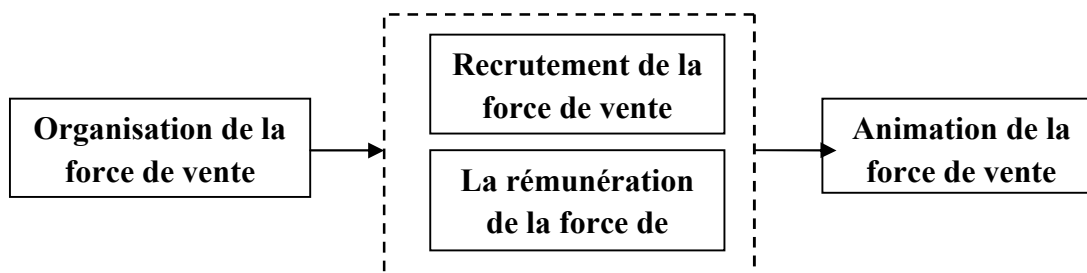 Organisation de la
force de vente
Recrutement de la
force de vente
La rémunération
de la force de
Animation de la
force de vente